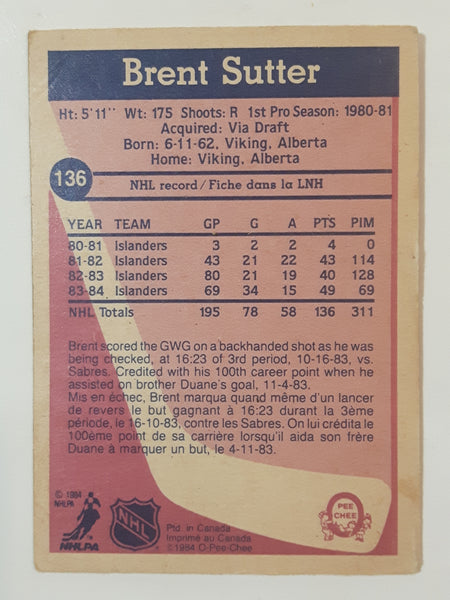 Brent Sutter
Ht: 5'11" Wt: 175 Shoots: R 1st Pro Season: 1980-81
Acquired: Via Draft
Born: 6-11-62, Viking, Alberta
Home: Viking, Alberta
136
NHL record/Fiche dans la LNH
YEAR TEAM GP G A PTS PIM
80-81 Islanders 3 2 2 4 0
81-82 Islanders 43 21 22 43 114
82-83 Islanders 80 21 19 40 128
83-84 Islanders 69 34 15 49 69
NHL Totals 195 78 58 136 311
Brent scored the GWG on a backhanded shot as he was
being checked, at 16:23 of 3rd period, 10-16-83, vs.
Sabres. Credited with his 100th career point when he
assisted on brother Duane's goal, 11-4-83.
Mis en échec, Brent marqua quand même d'un lancer
de revers le but gagnant à 16:23 durant la 3ème
période, le 16-10-83, contre les Sabres. On lui crédita le
100ème point de sa carrière lorsqu'il aida son frère
Duane à marquer un but, le 4-11-83.
© 1984
NHLPA
NHLPA
NHL
Ptd. in Canada
Imprimé au Canada
©1984 O-Pee-Chee
O
PEE
CHEE